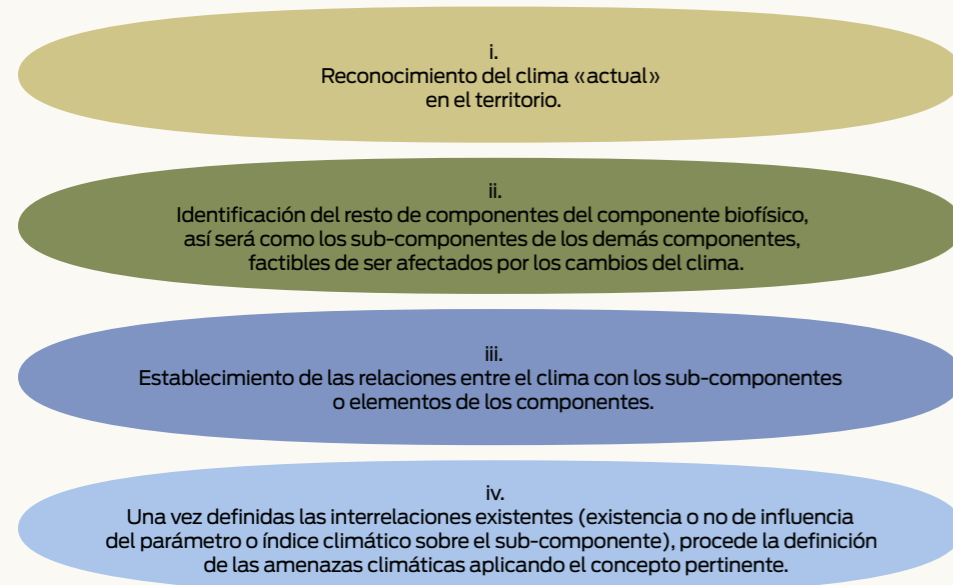 i.
Reconocimiento del clima «actual»
en el territorio.
ii.
Identificación del resto de componentes del componente biofísico,
así será como los sub-componentes de los demás componentes,
factibles de ser afectados por los cambios del clima.
iii.
Establecimiento de las relaciones entre el clima con los sub-componentes
o elementos de los componentes.
iv.
Una vez definidas las interrelaciones existentes (existencia o no de influencia
del parámetro o índice climático sobre el sub-componente), procede la definición
de las amenazas climáticas aplicando el concepto pertinente.